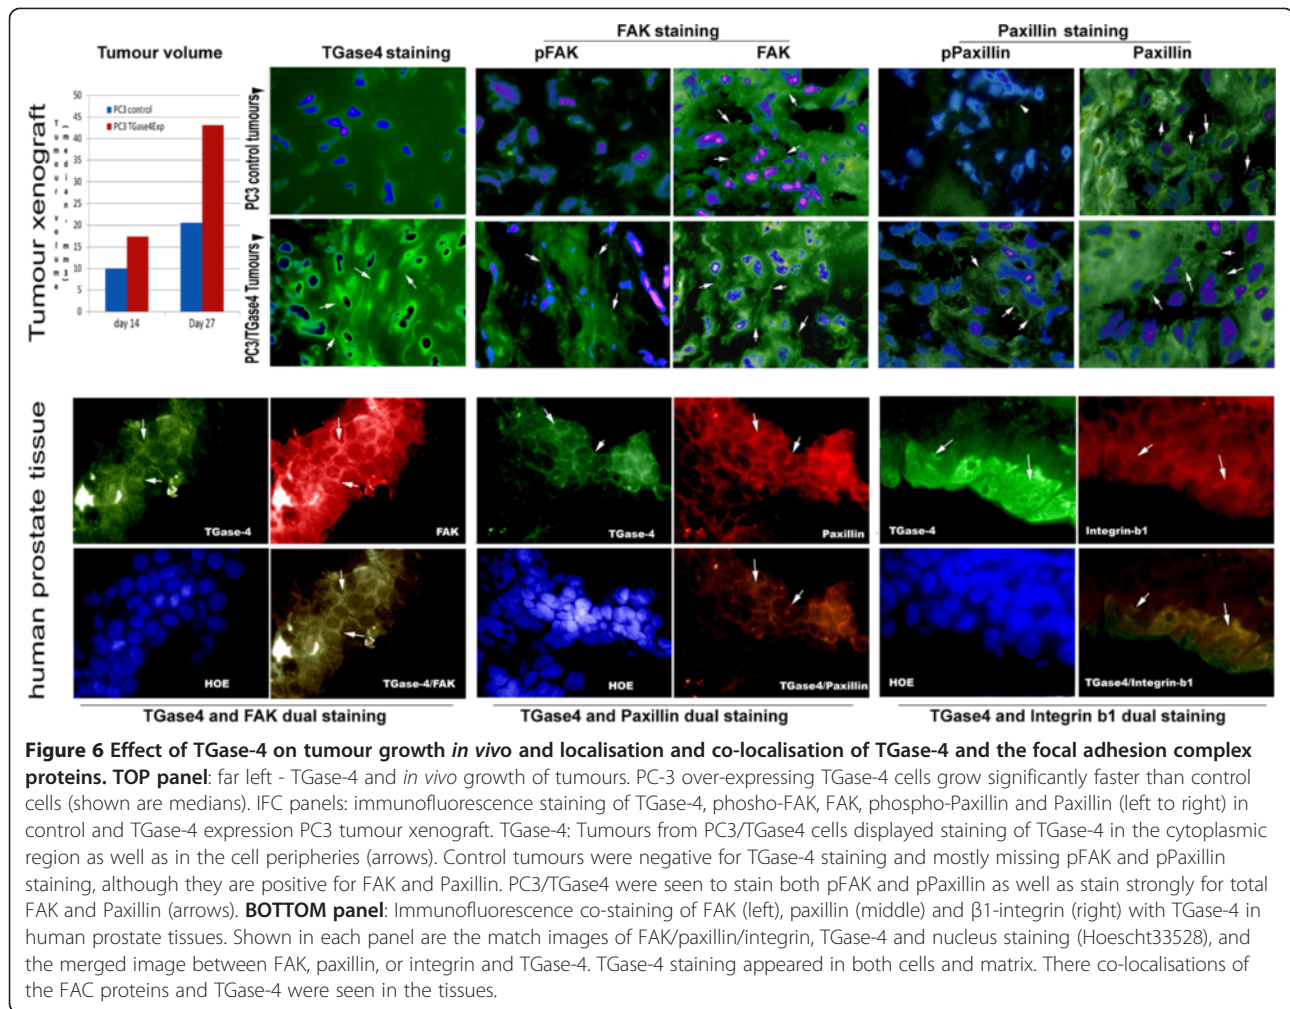 FAK staining
Paxillin staining
Tumour volume
TGase4 staining
pFAK
FAK
pPaxillin
Paxillin
Tumour xenograft
50
45
40
35
30
25
20
15
10
5
0
Tumour volume
(median, mm3)
PC3 control
PC3 TGase4Exp
day 14
Day 27
PC3 control tumours
PC3/TGase4 Tumours
human prostate tissue
TGase-4
FAK
TGase-4
Paxillin
TGase-4
Integrin-b1
HOE
TGase-4/FAK
HOE
TGase4/Paxillin
HOE
TGase4/Integrin-b1
TGase4 and FAK dual staining
TGase4 and Paxillin dual staining
TGase4 and Integrin b1 dual staining
Figure 6 Effect of TGase-4 on tumour growth in vivo and localisation and co-localisation of TGase-4 and the focal adhesion complex
proteins. TOP panel: far left - TGase-4 and in vivo growth of tumours. PC-3 over-expressing TGase-4 cells grow significantly faster than control
cells (shown are medians). IFC panels: immunofluorescence staining of TGase-4, phosho-FAK, FAK, phospho-Paxillin and Paxillin (left to right) in
control and TGase-4 expression PC3 tumour xenograft. TGase-4: Tumours from PC3/TGase4 cells displayed staining of TGase-4 in the cytoplasmic
region as well as in the cell peripheries (arrows). Control tumours were negative for TGase-4 staining and mostly missing pFAK and pPaxillin
staining, although they are positive for FAK and Paxillin. PC3/TGase4 were seen to stain both pFAK and pPaxillin as well as stain strongly for total
FAK and Paxillin (arrows). BOTTOM panel: Immunofluorescence co-staining of FAK (left), paxillin (middle) and β1-integrin (right) with TGase-4 in
human prostate tissues. Shown in each panel are the match images of FAK/paxillin/integrin, TGase-4 and nucleus staining (Hoescht33528), and
the merged image between FAK, paxillin, or integrin and TGase-4. TGase-4 staining appeared in both cells and matrix. There co-localisations of
the FAC proteins and TGase-4 were seen in the tissues.